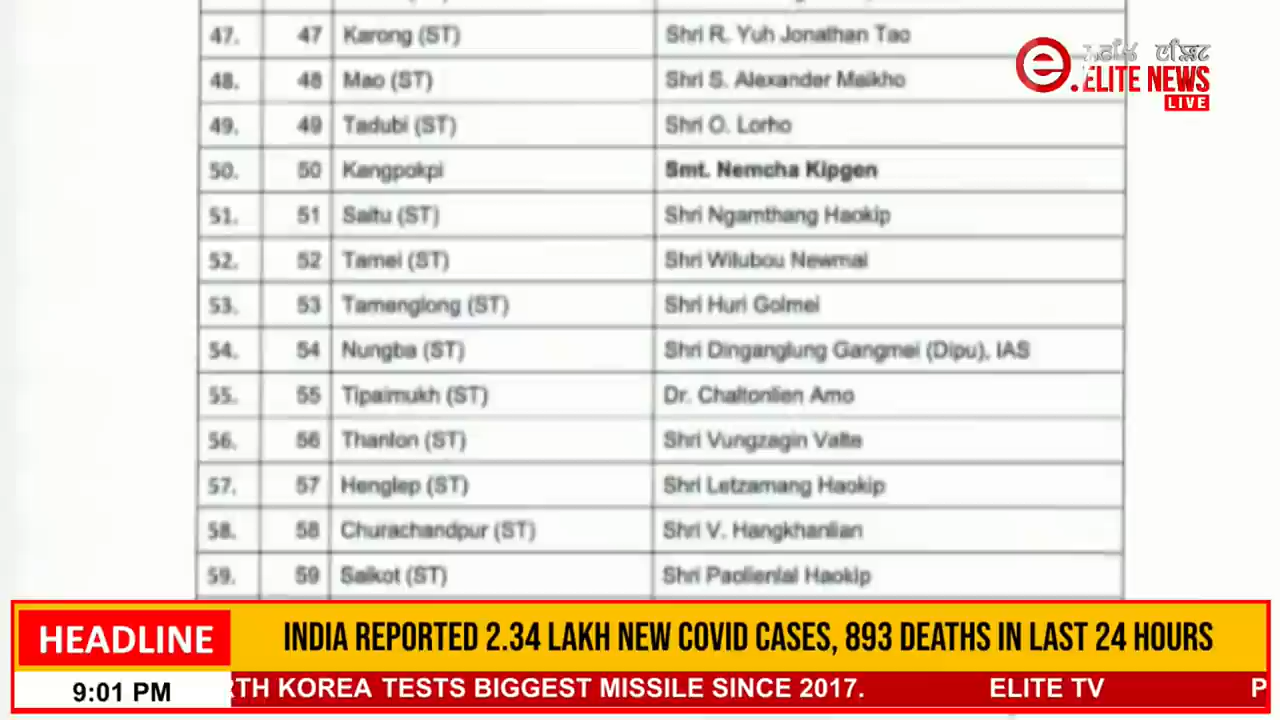 47. 47 Karong (ST) Shri R. Yuh Jonathan Tao
48. 48 Mao (ST) Shri S. Alexander Maikho
49. 49 Tadubi (ST) Shri O. Lorho
50. 50 Kangpokpi Smt. Nemcha Kipgen
51. 51 Saitu (ST) Shri Ngamthang Haokip
52. 52 Tamei (ST) Shri Wilubou Newmai
53. 53 Tamenglong (ST) Shri Huri Golmei
54. 54 Nungba (ST) Shri Dinganglung Gangmei (Dipu), IAS
55. 55 Tipaimukh (ST) Dr. Chaltonlien Amo
56. 56 Thanlon (ST) Shri Vungzagin Valte
57. 57 Henglep (ST) Shri Letzamang Haokip
58. 58 Churachandpur (ST) Shri V. Hangkhanlian
59. 59 Saikot (ST) Shri Paolienlal Haokip
e.ELITE NEWS
LIVE
HEADLINE INDIA REPORTED 2.34 LAKH NEW COVID CASES, 893 DEATHS IN LAST 24 HOURS
9:01 PM RTH KOREA TESTS BIGGEST MISSILE SINCE 2017. ELITE TV P